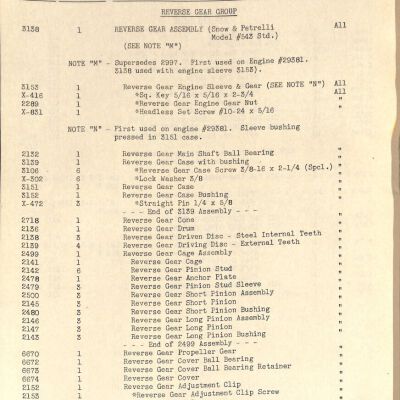 REVERSE GEAR GROUP
3138 1 REVERSE GEAR ASSEMBLY (Snow & Petrelli All
Model #543 Std.)
(SEE NOTE "M")
NOTE "M" - Supersedes 2997. First used on Engine #29381.
3138 used with engine sleeve 3153).
3153 1 Reverse Gear Engine Sleeve & Gear (SEE NOTE "N") All
X-416 1 *Sq. Key 5/16 x 5/16 x 2-3/4 All
2289 1 *Reverse Gear Engine Gear Nut "
X-831 1 *Headless Set Screw #10-24 x 5/16 "
NOTE "N" - First used on engine #29381. Sleeve bushing
pressed in 3151 case.
2132 1 Reverse Gear Main Shaft Ball Bearing "
3139 1 Reverse Gear Case with bushing "
3106 6 *Reverse Gear Case Screw 3/8-16 x 2-1/4 (Spcl.) "
X-302 6 *Lock Washer 3/8 "
3151 1 Reverse Gear Case "
3152 1 Reverse Gear Case Bushing "
X-472 3 *Straight Pin 1/4 x 5/8 "
- - - End of 3139 Assembly - - -
2718 1 Reverse Gear Cone "
2136 1 Reverse Gear Drum "
2138 3 Reverse Gear Driven Disc - Steel Internal Teeth "
2139 4 Reverse Gear Driving Disc - External Teeth "
2499 1 Reverse Gear Cage Assembly "
2141 1 Reverse Gear Cage "
2142 6 Reverse Gear Pinion Stud "
2478 1 Reverse Gear Anchor Plate "
2479 3 Reverse Gear Pinion Stud Sleeve "
2500 3 Reverse Gear Short Pinion Assembly "
2145 3 Reverse Gear Short Pinion "
2480 3 Reverse Gear Short Pinion Bushing "
2146 3 Reverse Gear Long Pinion Assembly "
2147 3 Reverse Gear Long Pinion "
2143 3 Reverse Gear Long Pinion Bushing "
- - - End of 2499 Assembly - - -
6670 1 Reverse Gear Propeller Gear "
6672 1 Reverse Gear Cover Ball Bearing "
6673 1 Reverse Gear Cover Ball Bearing Retainer "
6674 1 Reverse Gear Cover "
2152 1 Reverse Gear Adjustment Clip "
2153 1 *Reverse Gear Adjustment Clip Screw "